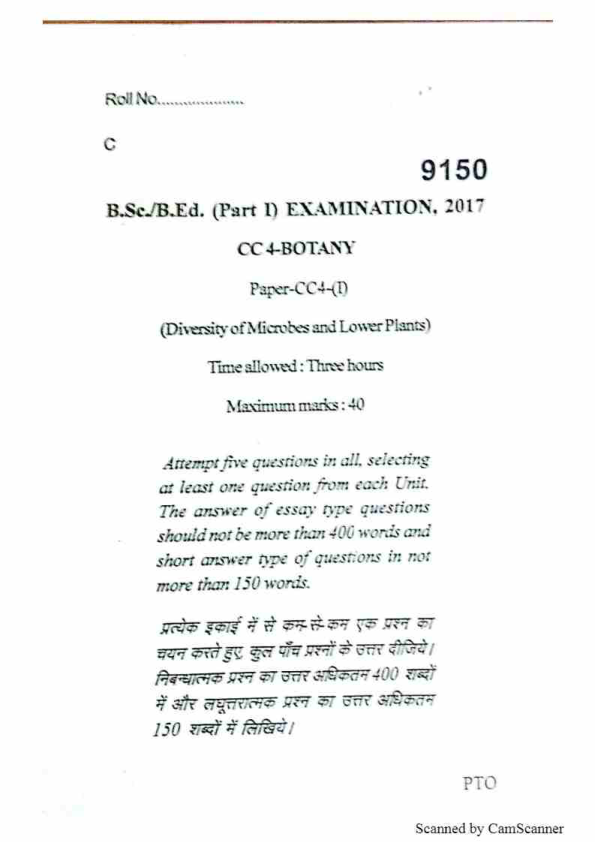 Roll No....................
C
9150
B.Sc./B.Ed. (Part I) EXAMINATION, 2017
CC 4-BOTANY
Paper-CC4-(I)
(Diversity of Microbes and Lower Plants)
Time allowed : Three hours
Maximum marks : 40
Attempt five questions in all, selecting
at least one question from each Unit.
The answer of essay type questions
should not be more than 400 words and
short answer type of questions in not
more than 150 words.
प्रत्येक इकाई में से कम-से-कम एक प्रश्न का
चयन करते हुए, कुल पाँच प्रश्नों के उत्तर दीजिये।
निबन्धात्मक प्रश्न का उत्तर अधिकतम 400 शब्दों
में और लघूत्तरात्मक प्रश्न का उत्तर अधिकतम
150 शब्दों में लिखिये।
PTO
Scanned by CamScanner